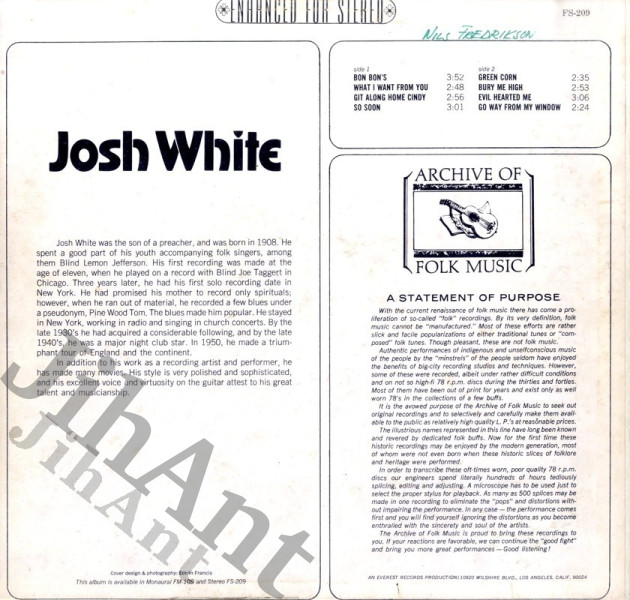 ENHANCED FOR STEREO
FS-209
Nils Fredrikson
side 1
BON BON'S 3:52
WHAT I WANT FROM YOU 2:48
GIT ALONG HOME CINDY 2:56
SO SOON 3:01
side 2
GREEN CORN 2:35
BURY ME HIGH 2:53
EVIL HEARTED ME 3:06
GO WAY FROM MY WINDOW 2:24
Josh White
Josh White was the son of a preacher, and was born in 1908. He
spent a good part of his youth accompanying folk singers, among
them Blind Lemon Jefferson. His first recording was made at the
age of eleven, when he played on a record with Blind Joe Taggert in
Chicago. Three years later, he had his first solo recording date in
New York. He had promised his mother to record only spirituals;
however, when he ran out of material, he recorded a few blues under
a pseudonym, Pine Wood Tom. The blues made him popular. He stayed
in New York, working in radio and singing in church concerts. By the
late 1930's he had acquired a considerable following, and by the late
1940's, he was a major night club star. In 1950, he made a trium-
phant tour of England and the continent.
In addition to his work as a recording artist and performer, he
has made many movies. His style is very polished and sophisticated,
and his excellent voice and virtuosity on the guitar attest to his great
talent and musicianship.
Cover design & photography: Edwin Francis
This album is available in Monaural FM-109 and Stereo FS-209
ARCHIVE OF
FOLK MUSIC
A STATEMENT OF PURPOSE
With the current renaissance of folk music there has come a pro-
liferation of so-called "folk" recordings. By its very definition, folk
music cannot be "manufactured." Most of these efforts are rather
slick and facile popularizations of either traditional tunes or "com-
posed" folk tunes. Though pleasant, these are not folk music.
Authentic performances of indigenous and unselfconscious music
of the people by the "minstrels" of the people seldom have enjoyed
the benefits of big-city recording studios and techniques. However,
some of these were recorded, albeit under rather difficult conditions
and on not so high-fi 78 r.p.m. discs during the thirties and forties.
Most of them have been out of print for years and exist only as well
worn 78's in the collections of a few buffs.
It is the avowed purpose of the Archive of Folk Music to seek out
original recordings and to selectively and carefully make them avail-
able to the public as relatively high quality L. P.'s at reasonable prices.
The illustrious names represented in this line have long been known
and revered by dedicated folk buffs. Now for the first time these
historic recordings may be enjoyed by the modern generation, most
of whom were not even born when these historic slices of folklore
and heritage were performed.
In order to transcribe these oft-times worn, poor quality 78 r.p.m.
discs our engineers spend literally hundreds of hours tediously
splicing, editing and adjusting. A microscope has to be used just to
select the proper stylus for playback. As many as 500 splices may be
made in one recording to eliminate the "pops" and distortions with-
out impairing the performance. In any case — the performance comes
first and you will find yourself ignoring the distortions as you become
enthralled with the sincerety and soul of the artists.
The Archive of Folk Music is proud to bring these recordings to
you. If your reactions are favorable, we can continue the "good fight"
and bring you more great performances — Good listening!
AN EVEREST RECORDS PRODUCTION / 10920 WILSHIRE BLVD., LOS ANGELES, CALIF. 90024
JihAnt
JihAnt